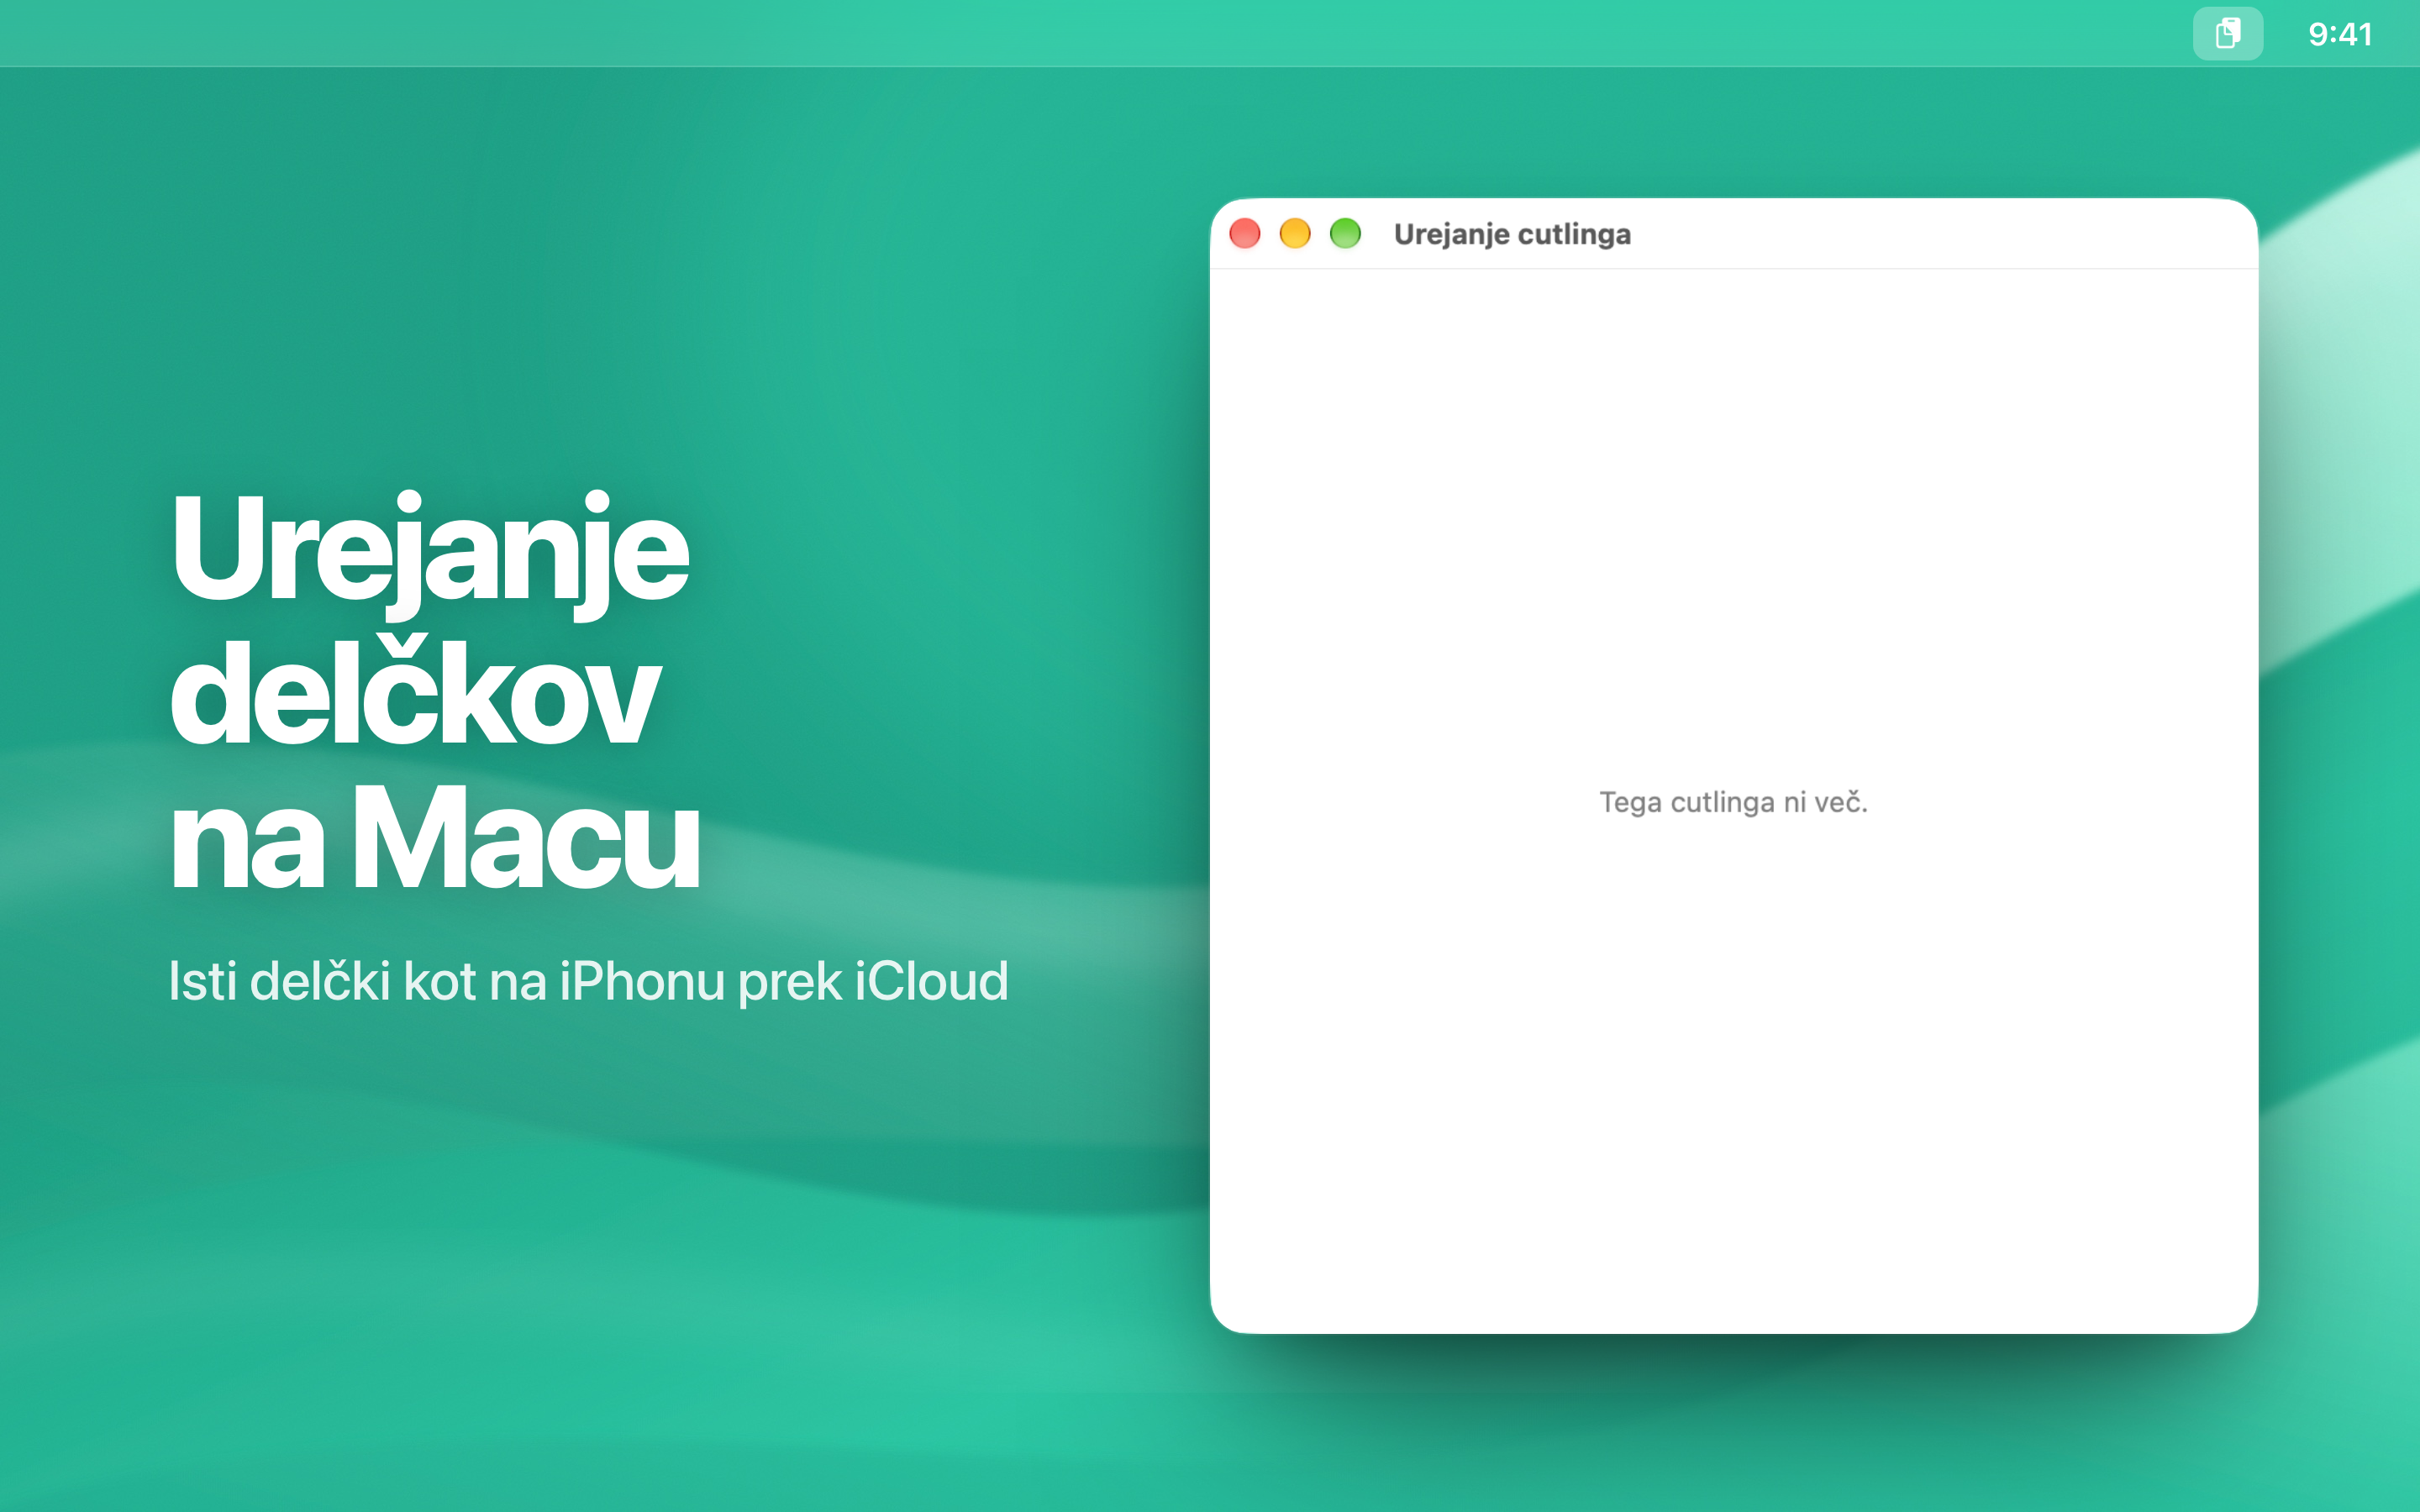 9:41
Urejanje cutlinga
Urejanje
delčkov
na Macu
Isti delčki kot na iPhonu prek iCloud
Tega cutlinga ni več.